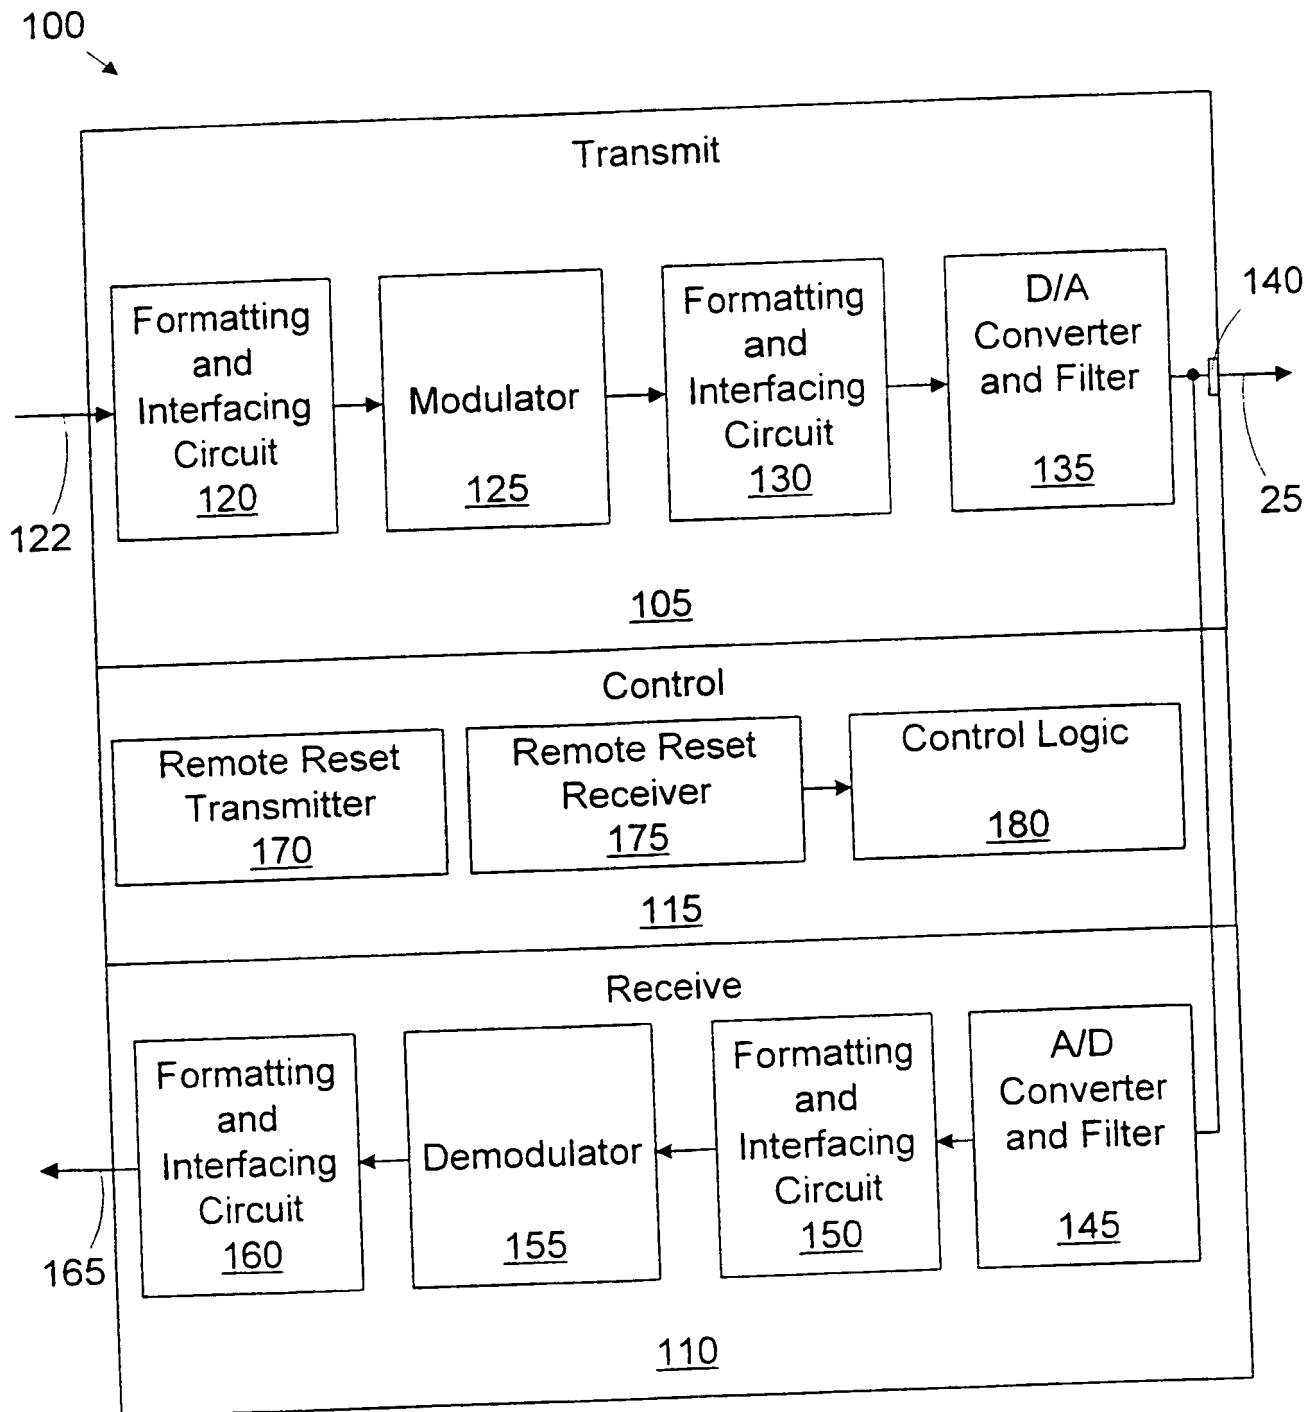 100
Transmit
Formatting
and
Interfacing
Circuit
120
Modulator
125
Formatting
and
Interfacing
Circuit
130
D/A
Converter
and Filter
135
140
122
25
105
Control
Remote Reset
Transmitter
170
Remote Reset
Receiver
175
Control Logic
180
115
Receive
Formatting
and
Interfacing
Circuit
160
Demodulator
155
Formatting
and
Interfacing
Circuit
150
A/D
Converter
and Filter
145
165
110